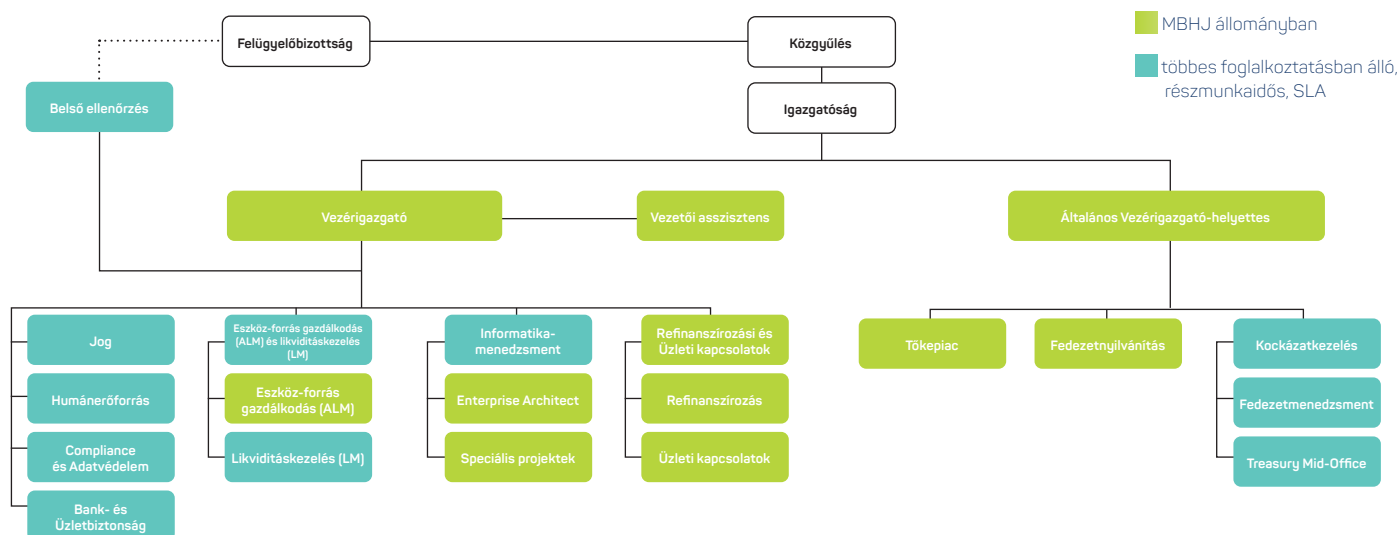 MBHJ állományban
többes foglalkoztatásban álló,
részmunkaidős, SLA
Felügyelőbizottság
Közgyűlés
Belső ellenőrzés
Igazgatóság
Vezérigazgató
Vezetői asszisztens
Általános Vezérigazgató-helyettes
Jog
Humánerőforrás
Compliance
és Adatvédelem
Bank- és
Üzletbiztonság
Eszköz-forrás gazdálkodás
(ALM) és likviditáskezelés
(LM)
Eszköz-forrás
gazdálkodás (ALM)
Likviditáskezelés (LM)
Informatika-
menedzsment
Enterprise Architect
Speciális projektek
Refinanszírozási és
Üzleti kapcsolatok
Refinanszírozás
Üzleti kapcsolatok
Tőkepiac
Fedezetnyilvánítás
Kockázatkezelés
Fedezetmenedzsment
Treasury Mid-Office